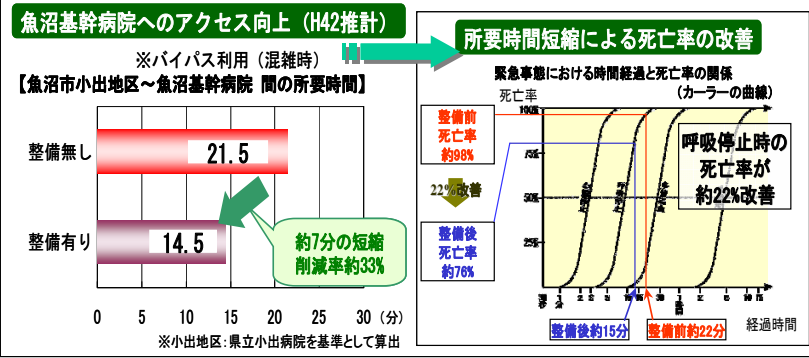 魚沼基幹病院へのアクセス向上（H42推計）
※バイパス利用（混雑時）
【魚沼市小出地区～魚沼基幹病院 間の所要時間】
整備無し
21.5
整備有り
14.5
約7分の短縮
削減率約33%
0 5 10 15 20 25 30（分）
※小出地区：県立小出病院を基準として算出
所要時間短縮による死亡率の改善
緊急事態における時間経過と死亡率の関係
（カーラーの曲線）
死亡率
100%
75%
50%
25%
整備前
死亡率
約98%
22%改善
整備後
死亡率
約76%
呼吸停止時の
死亡率が
約22%改善
整備後約15分
整備前約22分
経過時間